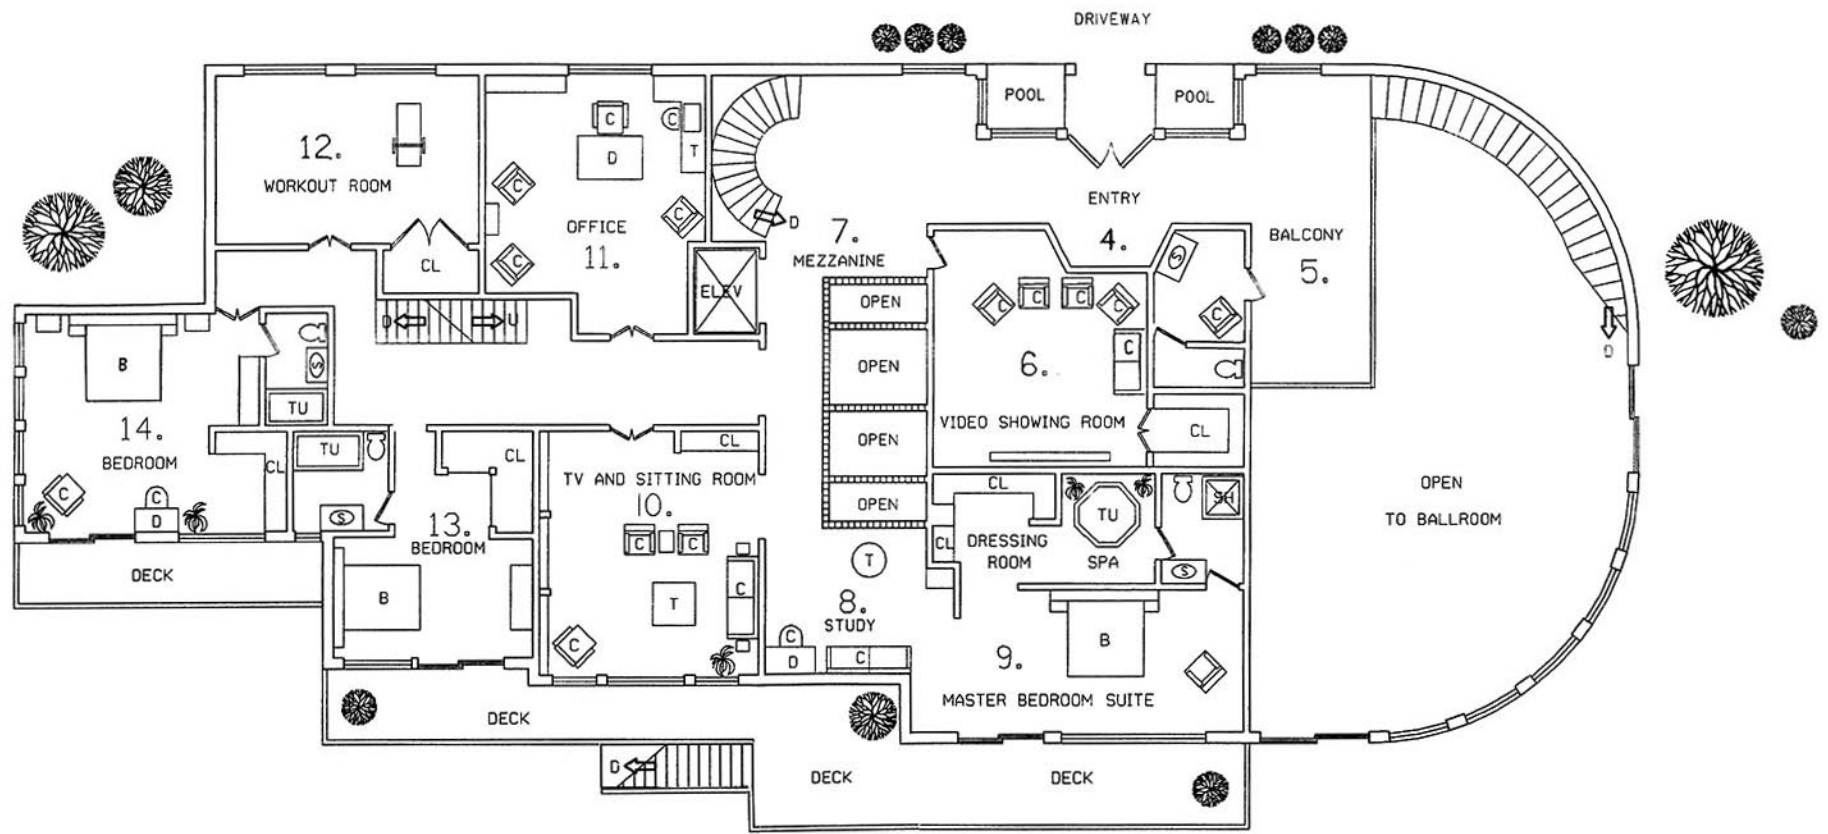 DRIVEWAY
POOL
POOL
C
C
D
T
12.
WORKOUT ROOM
C
C
OFFICE
11.
C
D
7.
MEZZANINE
ENTRY
4.
S
BALCONY
5.
CL
ELEV
OPEN
C
C
C
C
C
D
U
S
B
TU
OPEN
6.
C
D
14.
BEDROOM
CL
TU
CL
CL
OPEN
VIDEO SHOWING ROOM
CL
C
C
D
S
13.
BEDROOM
TV AND SITTING ROOM
10.
C
C
OPEN
CL
TU
SH
OPEN
TO BALLROOM
CL
DRESSING
ROOM
SPA
S
T
DECK
B
T
C
C
8.
STUDY
C
D
C
9.
B
MASTER BEDROOM SUITE
DECK
D
DECK
DECK